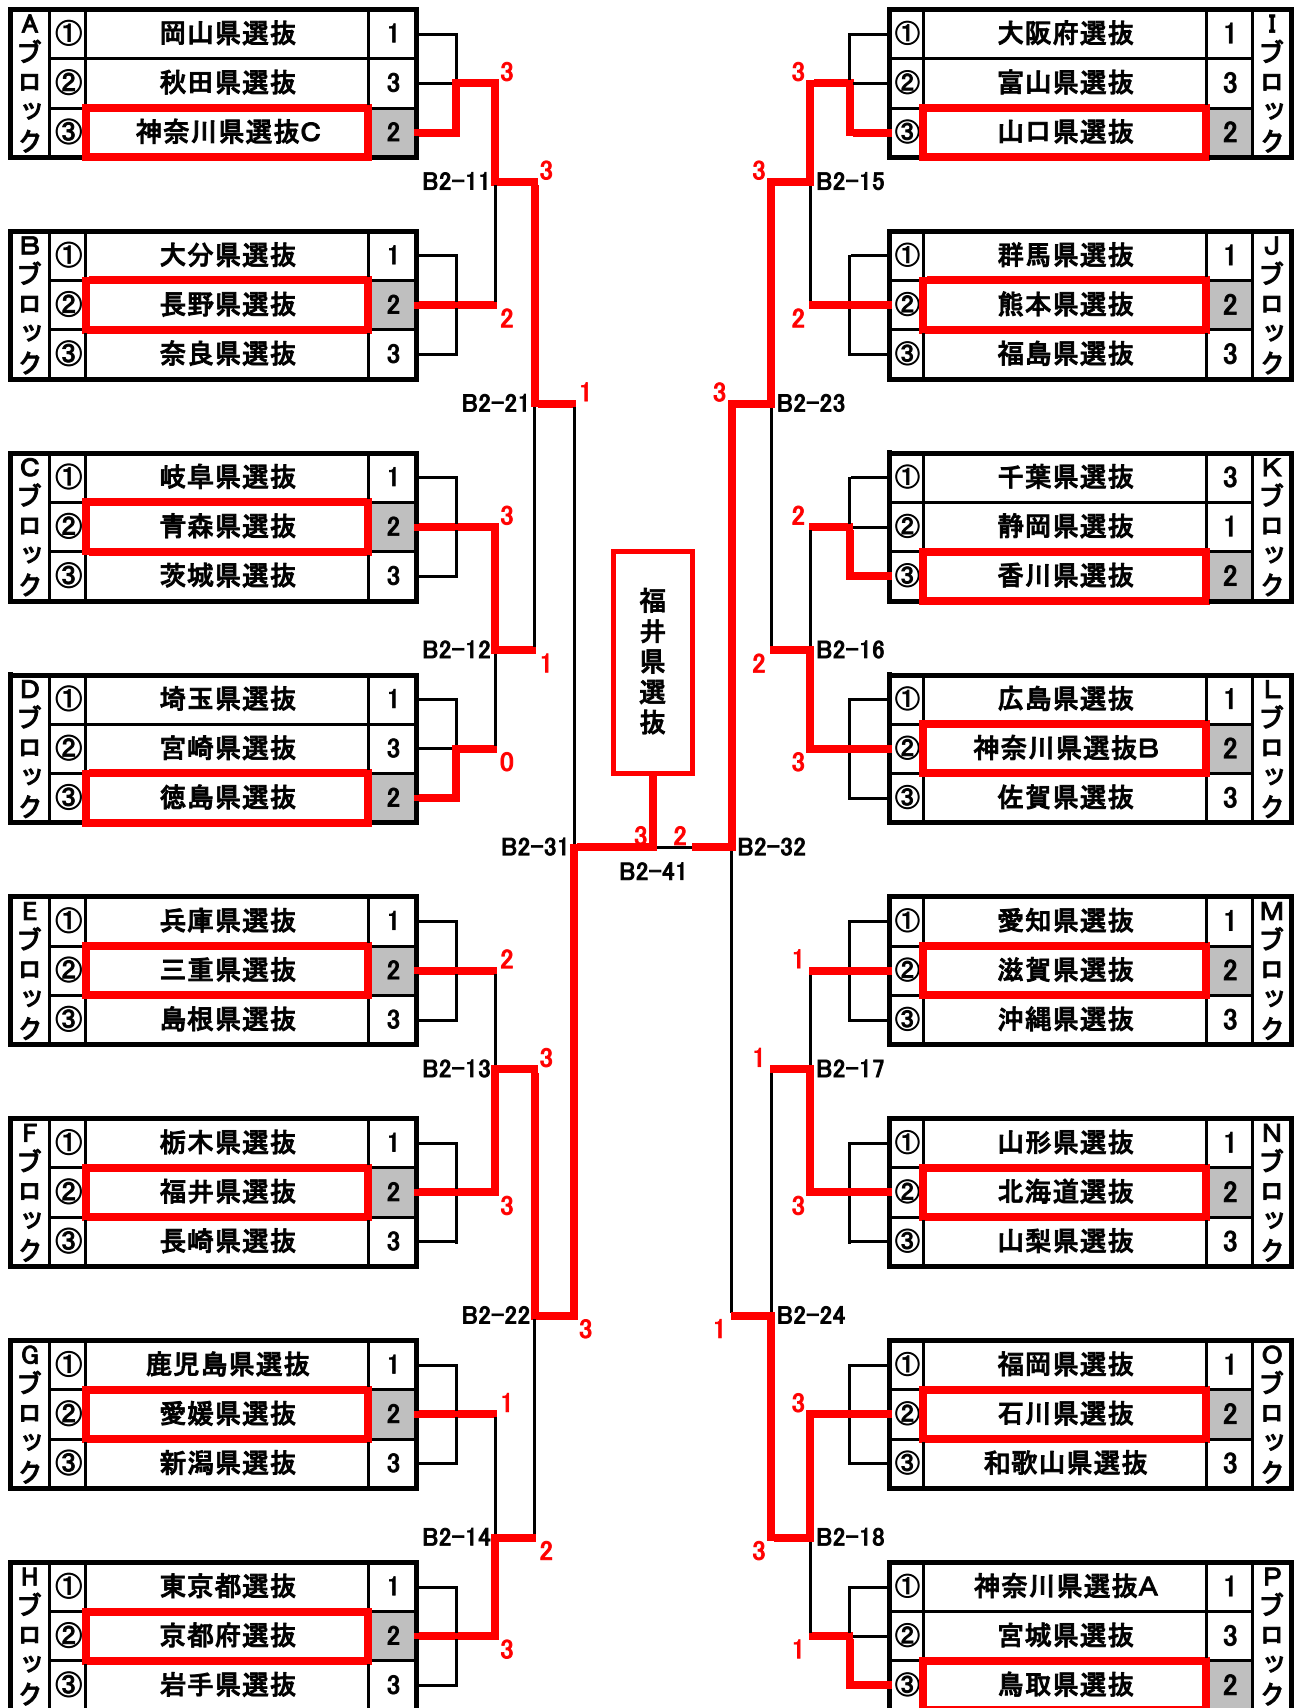 Aブロック
① 岡山県選抜 1
② 秋田県選抜 3
③ 神奈川県選抜C 2
3
B2-11
3
Bブロック
① 大分県選抜 1
② 長野県選抜 2
③ 奈良県選抜 3
2
B2-21
1
Cブロック
① 岐阜県選抜 1
② 青森県選抜 2
③ 茨城県選抜 3
3
B2-12
1
Dブロック
① 埼玉県選抜 1
② 宮崎県選抜 3
③ 徳島県選抜 2
0
B2-31
3
Eブロック
① 兵庫県選抜 1
② 三重県選抜 2
③ 島根県選抜 3
2
B2-13
3
Fブロック
① 栃木県選抜 1
② 福井県選抜 2
③ 長崎県選抜 3
3
B2-22
3
Gブロック
① 鹿児島県選抜 1
② 愛媛県選抜 2
③ 新潟県選抜 3
1
B2-14
2
Hブロック
① 東京都選抜 1
② 京都府選抜 2
③ 岩手県選抜 3
3
福井県選抜
B2-41
Iブロック
① 大阪府選抜 1
② 富山県選抜 3
③ 山口県選抜 2
3
B2-15
3
Jブロック
① 群馬県選抜 1
② 熊本県選抜 2
③ 福島県選抜 3
2
B2-23
3
Kブロック
① 千葉県選抜 3
② 静岡県選抜 1
③ 香川県選抜 2
2
B2-16
2
Lブロック
① 広島県選抜 1
② 神奈川県選抜B 2
③ 佐賀県選抜 3
3
B2-32
2
Mブロック
① 愛知県選抜 1
② 滋賀県選抜 2
③ 沖縄県選抜 3
1
B2-17
1
Nブロック
① 山形県選抜 1
② 北海道選抜 2
③ 山梨県選抜 3
3
B2-24
1
Oブロック
① 福岡県選抜 1
② 石川県選抜 2
③ 和歌山県選抜 3
3
B2-18
3
Pブロック
① 神奈川県選抜A 1
② 宮城県選抜 3
③ 鳥取県選抜 2
1